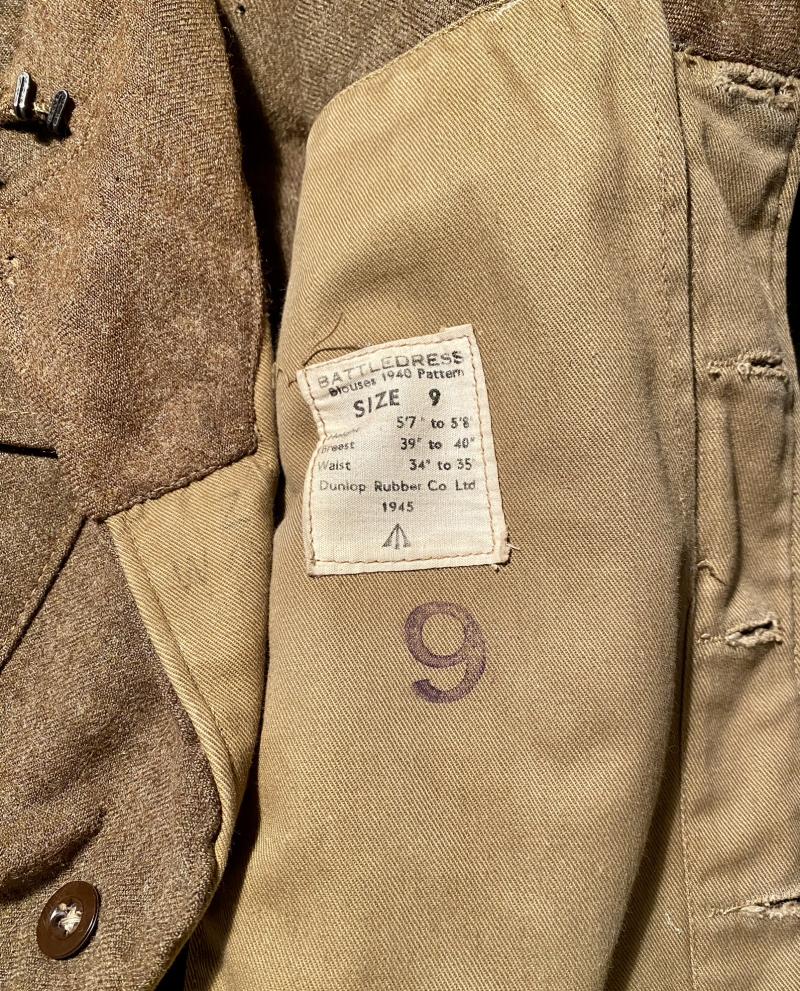 BATTLEDRESS
Blouses 1940 Pattern
SIZE 9
5'7" to 5'8"
Breast 39" to 40"
Waist 34" to 35"
Dunlop Rubber Co Ltd
1945
9